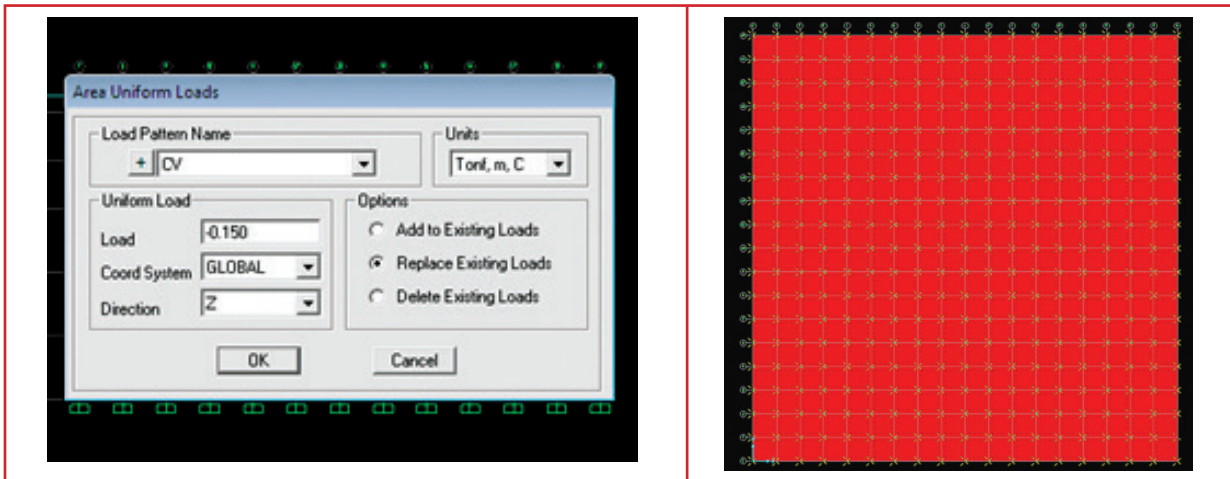 Area Uniform Loads
Load Pattern Name
+ CV
Units
Tonf, m, C
Uniform Load
Load -0.150
Coord System GLOBAL
Direction Z
Options
Add to Existing Loads
Replace Existing Loads
Delete Existing Loads
OK Cancel